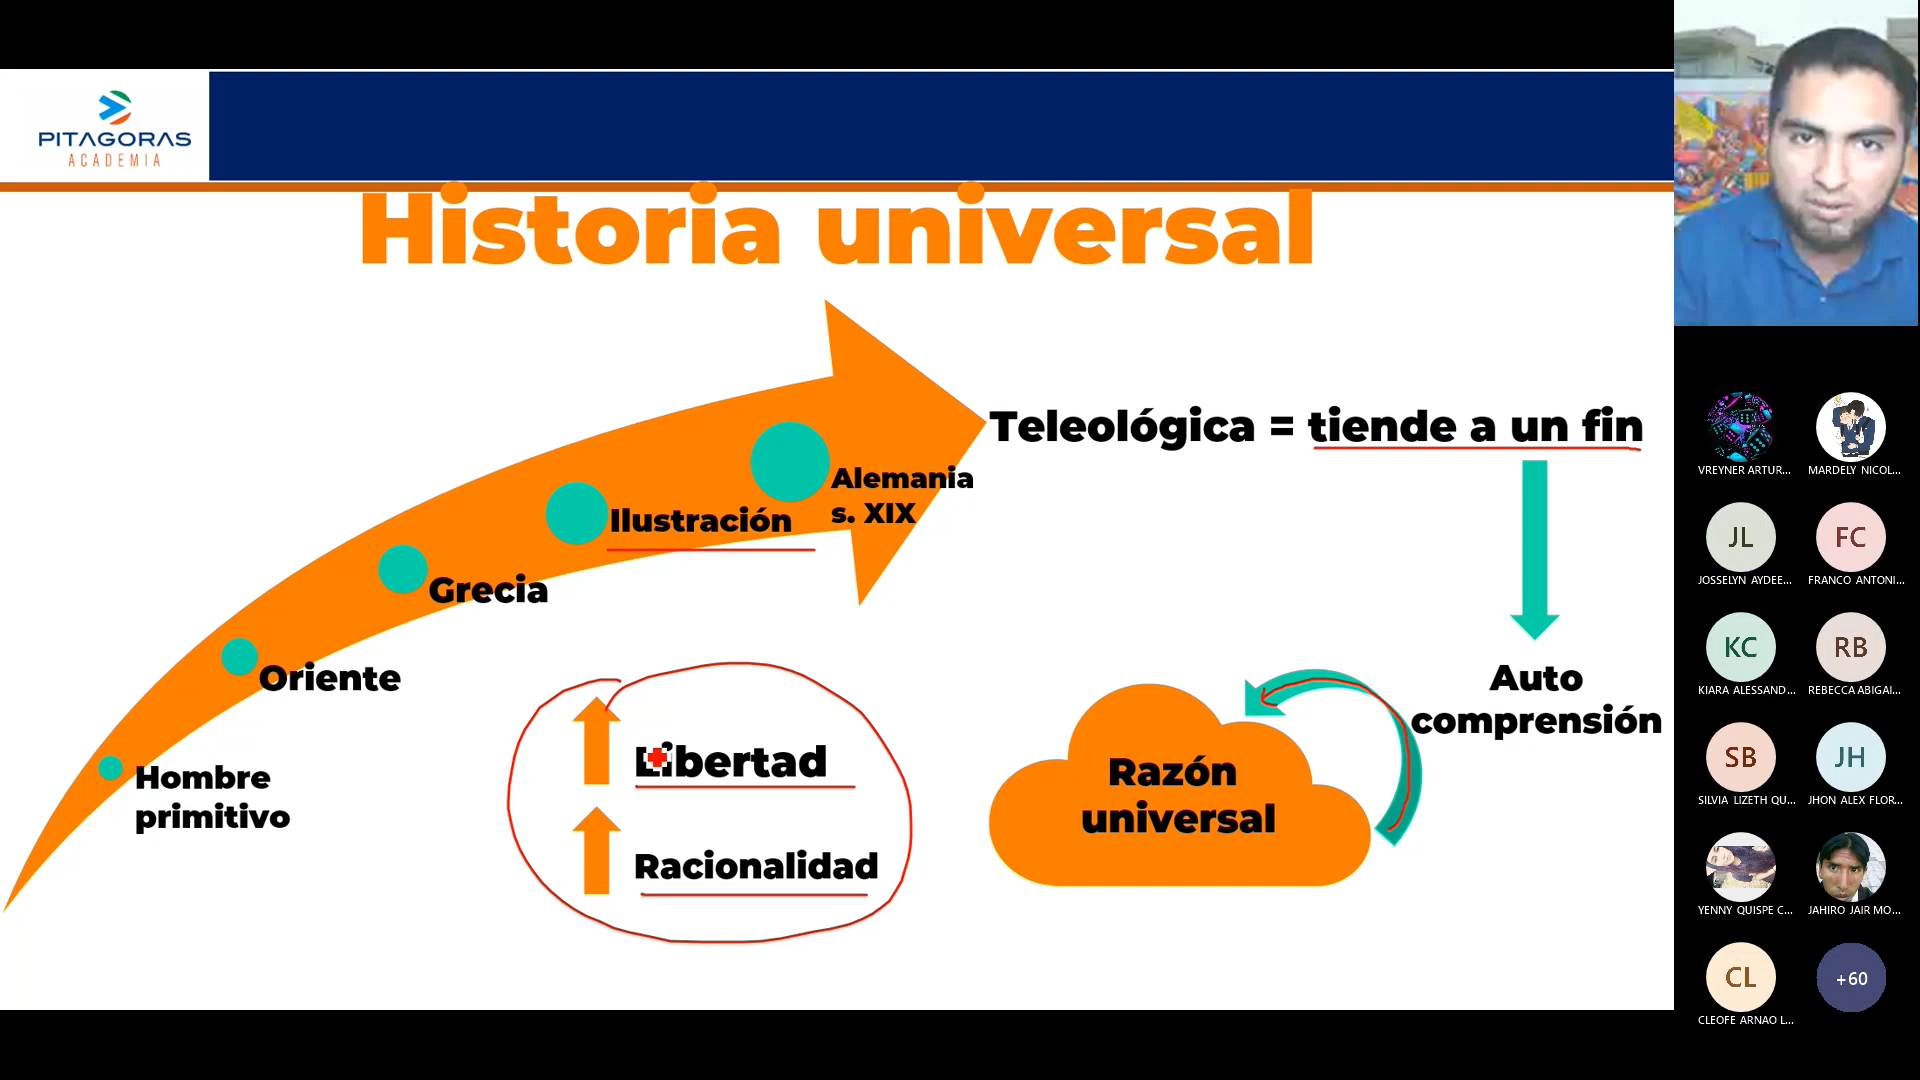 PITAGORAS
ACADEMIA
Historia universal
Teleológica = tiende a un fin
Alemania
s. XIX
Ilustración
Grecia
Oriente
Hombre
primitivo
Libertad
Racionalidad
Razón
universal
Auto
comprensión
VREYNER ARTUR...
MARDELY NICOL...
JL
JOSSELYN AYDEE...
FC
FRANCO ANTONI...
KC
KIARA ALESSAND...
RB
REBECCA ABIGAI...
SB
SILVIA LIZETH QU...
JH
JHON ALEX FLOR...
YENNY QUISPE C...
JAHIRO JAIR MO...
CL
CLEOFE ARNAO L...
+60